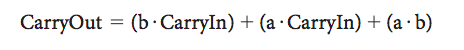 CarryOut = (b · CarryIn) + (a · CarryIn) + (a · b)